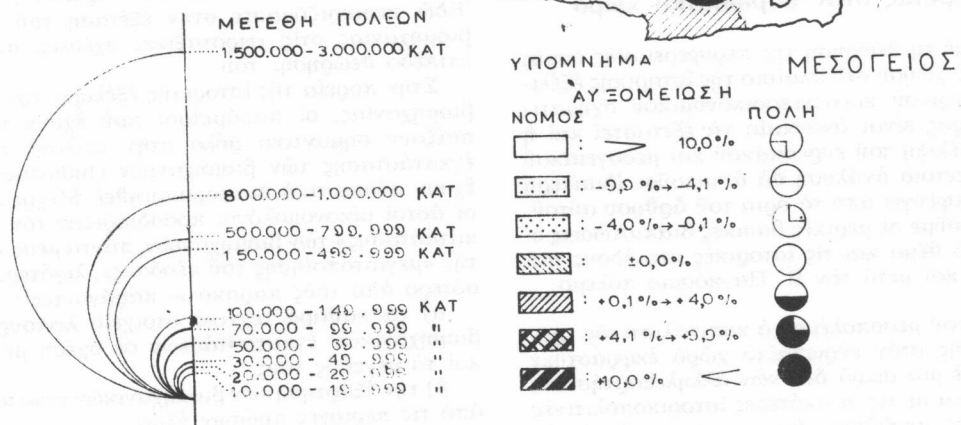 ΜΕΓΕΘΗ ΠΟΛΕΩΝ
1.500.000-3.000.000 ΚΑΤ
800.000-1.000.000 ΚΑΤ
500.000-799.999 ΚΑΤ
150.000-499.999 ΚΑΤ
100.000-149.999 ΚΑΤ
70.000-99.999 "
50.000-69.999 "
30.000-49.999 "
20.000-29.999 "
10.000-19.999 "
ΥΠΟΜΝΗΜΑ
ΜΕΣΟΓΕΙΟΣ
ΑΥΞΟΜΕΙΩΣΗ
ΝΟΜΟΣ
ΠΟΛΗ
: > 10,0%
: -9,9%→-4,1%
: -4,0%→-0,1%
: ±0,0%
: +0,1%→+4,0%
: +4,1%→+9,9%
: +10,0% <